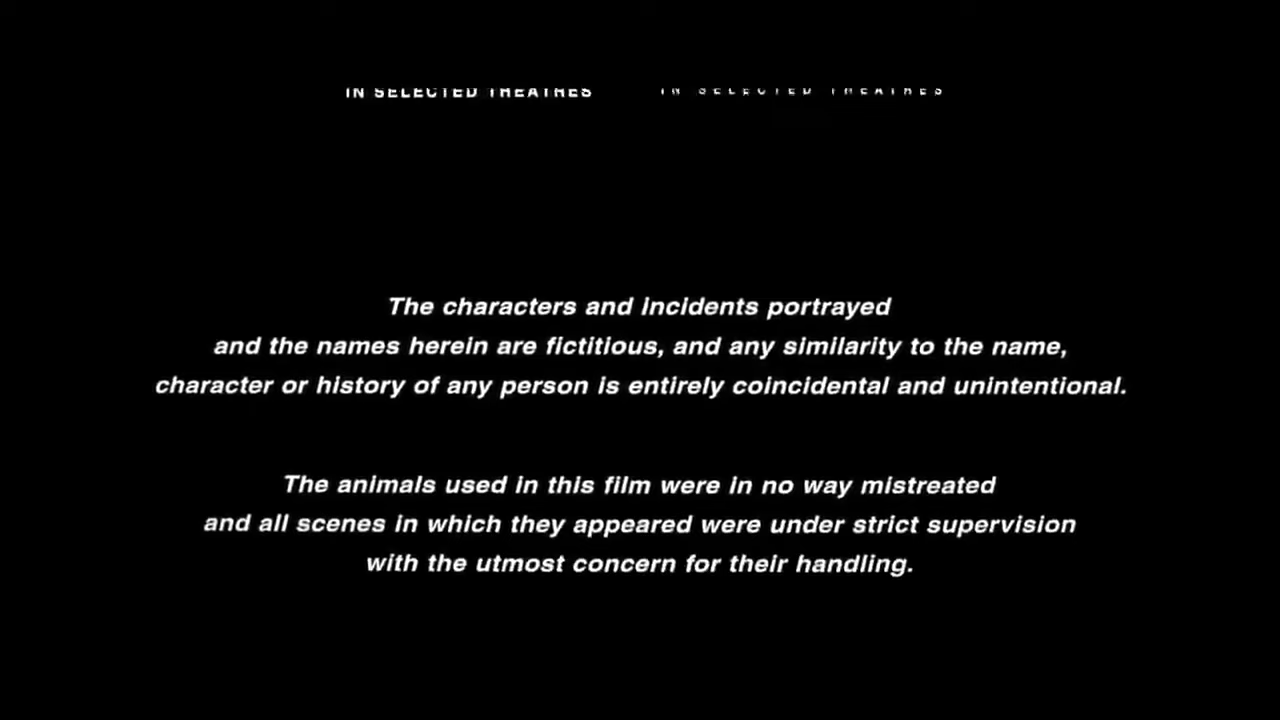 IN SELECTED THEATRES IN SELECTED THEATRES
The characters and incidents portrayed
and the names herein are fictitious, and any similarity to the name,
character or history of any person is entirely coincidental and unintentional.
The animals used in this film were in no way mistreated
and all scenes in which they appeared were under strict supervision
with the utmost concern for their handling.